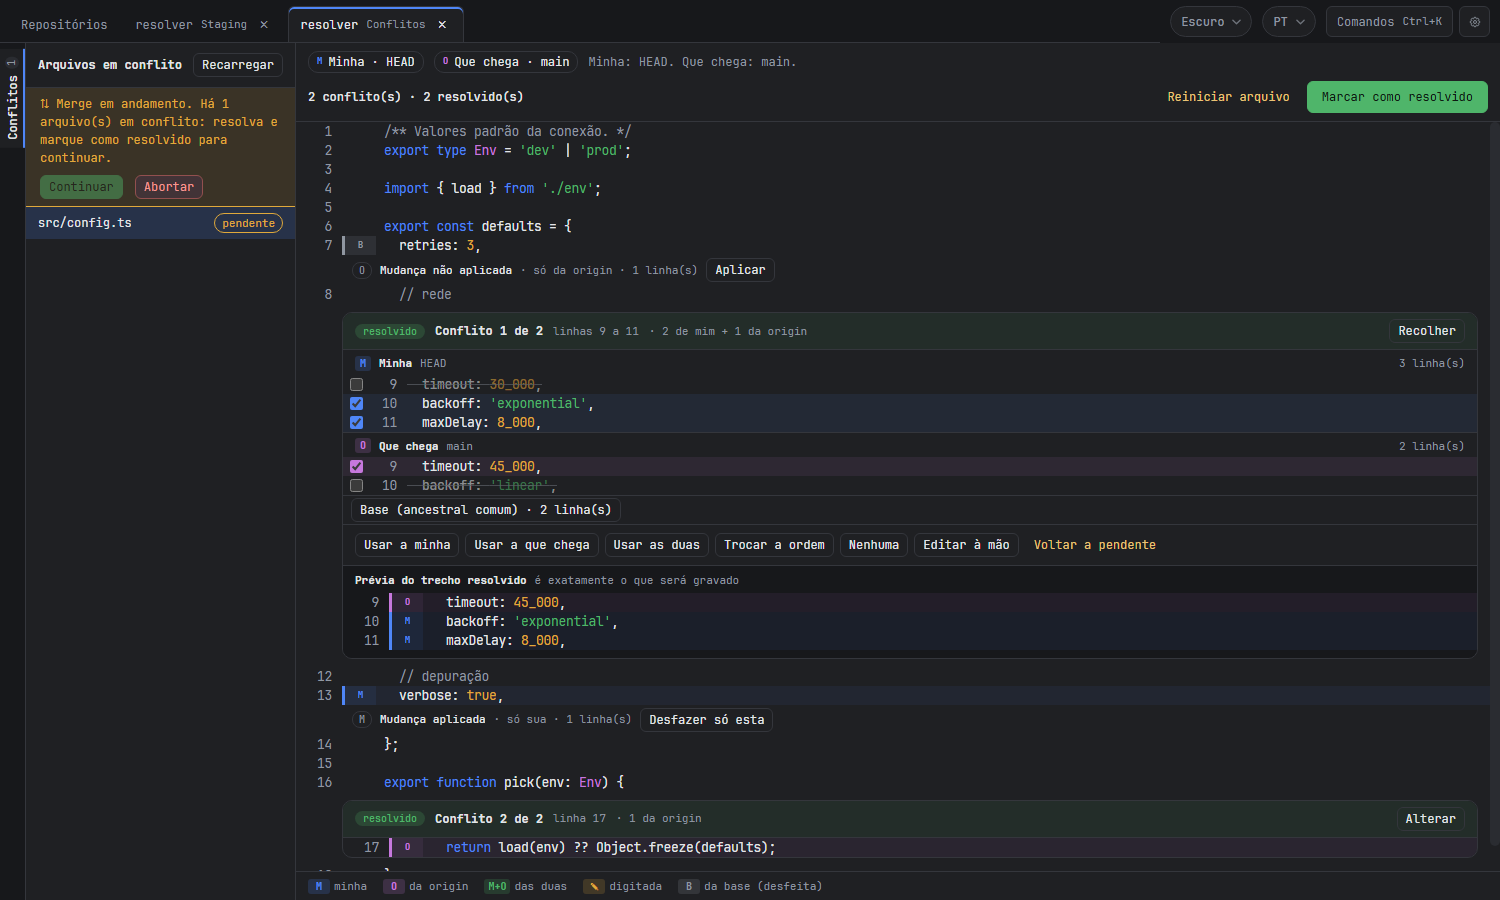 Repositórios
resolver Staging ×
resolver Conflitos ×
Escuro
PT
Comandos Ctrl+K
Conflitos 1
Arquivos em conflito
Recarregar
⇅ Merge em andamento. Há 1
arquivo(s) em conflito: resolva e
marque como resolvido para
continuar.
Continuar
Abortar
src/config.ts
pendente
M Minha · HEAD
O Que chega · main
Minha: HEAD. Que chega: main.
2 conflito(s) · 2 resolvido(s)
Reiniciar arquivo
Marcar como resolvido
1 /** Valores padrão da conexão. */
2 export type Env = 'dev' | 'prod';
3
4 import { load } from './env';
5
6 export const defaults = {
7 B retries: 3,
O Mudança não aplicada · só da origin · 1 linha(s) Aplicar
8 // rede
resolvido Conflito 1 de 2 linhas 9 a 11 · 2 de mim + 1 da origin Recolher
M Minha HEAD 3 linha(s)
9 timeout: 30_000,
10 backoff: 'exponential',
11 maxDelay: 8_000,
O Que chega main 2 linha(s)
9 timeout: 45_000,
10 backoff: 'linear',
Base (ancestral comum) · 2 linha(s)
Usar a minha
Usar a que chega
Usar as duas
Trocar a ordem
Nenhuma
Editar à mão
Voltar a pendente
Prévia do trecho resolvido é exatamente o que será gravado
9 O timeout: 45_000,
10 M backoff: 'exponential',
11 M maxDelay: 8_000,
12 // depuração
13 M verbose: true,
M Mudança aplicada · só sua · 1 linha(s) Desfazer só esta
14 };
15
16 export function pick(env: Env) {
resolvido Conflito 2 de 2 linha 17 · 1 da origin Alterar
17 O return load(env) ?? Object.freeze(defaults);
M minha
O da origin
M+O das duas
digitada
B da base (desfeita)